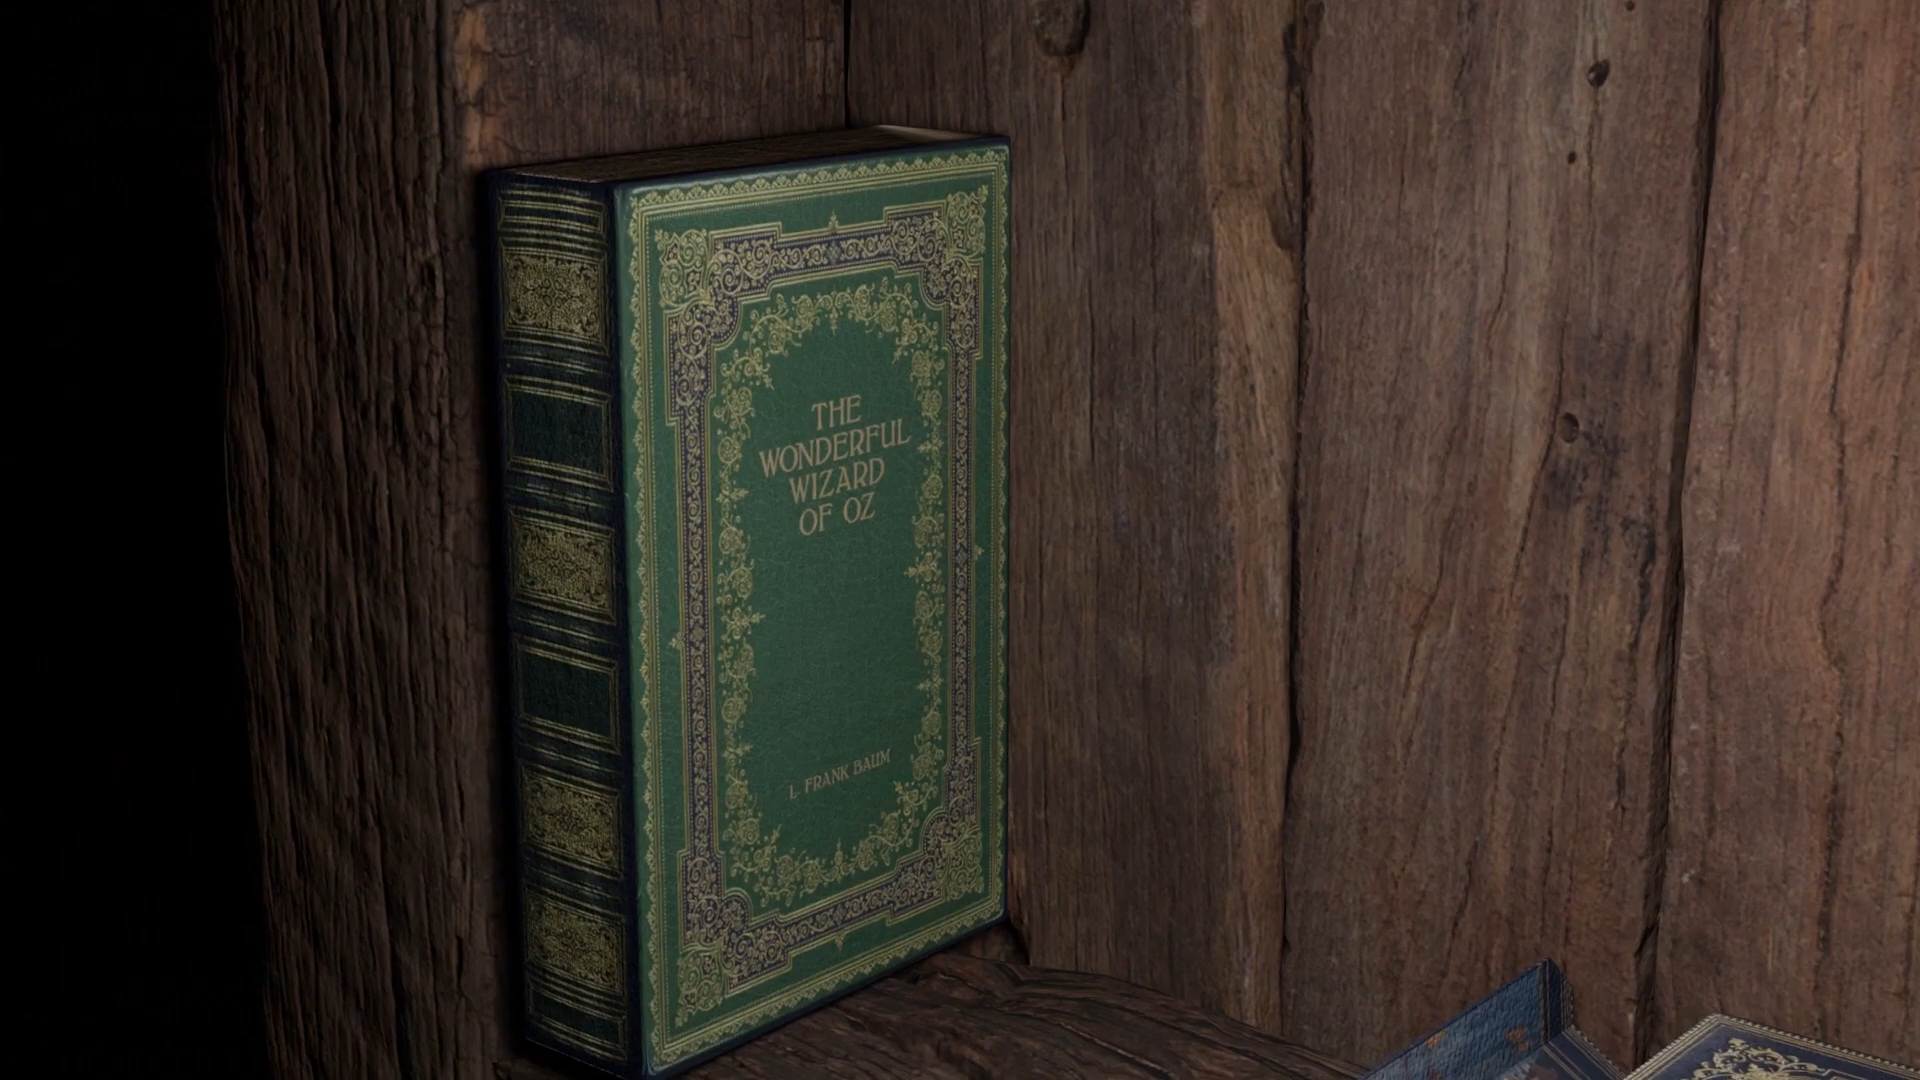 THE
WONDERFUL
WIZARD
OF OZ
L. FRANK BAUM